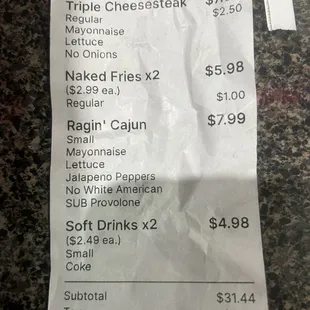 Triple Cheesesteak
Regular $2.50
Mayonnaise
Lettuce
No Onions
Naked Fries x2 $5.98
($2.99 ea.)
Regular $1.00
Ragin' Cajun $7.99
Small
Mayonnaise
Lettuce
Jalapeno Peppers
No White American
SUB Provolone
Soft Drinks x2 $4.98
($2.49 ea.)
Small
Coke
Subtotal $31.44